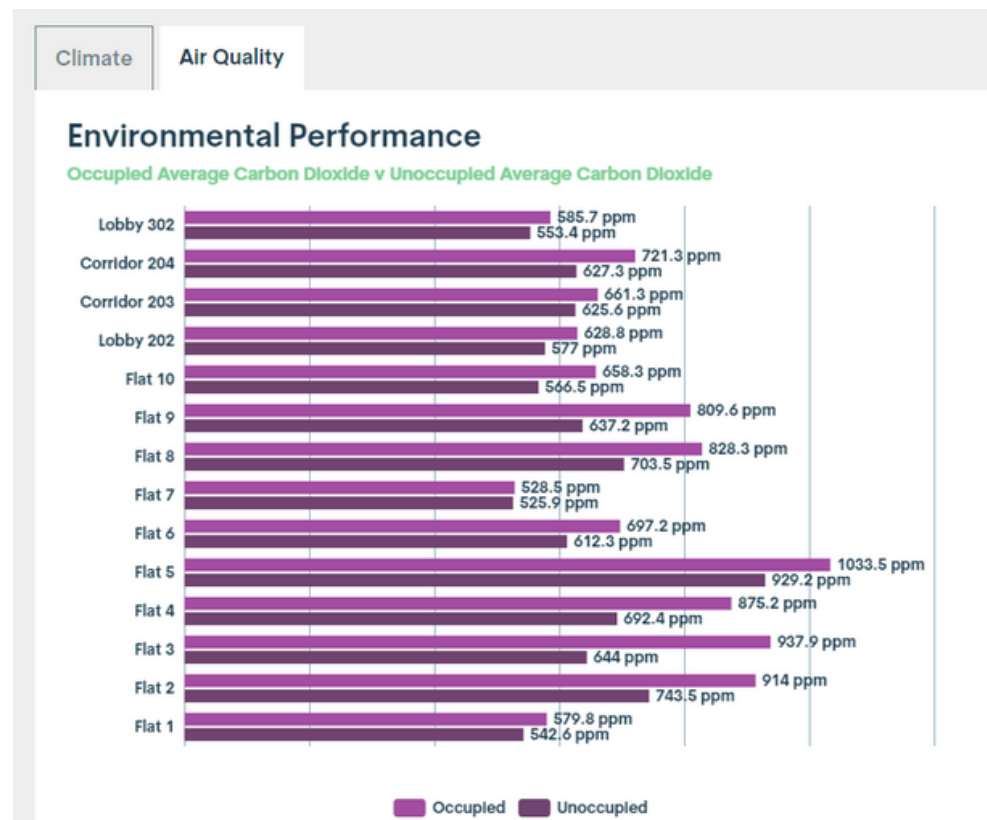 Climate Air Quality
Environmental Performance
Occupied Average Carbon Dioxide v Unoccupied Average Carbon Dioxide
Lobby 302 585.7 ppm
553.4 ppm
Corridor 204 721.3 ppm
627.3 ppm
Corridor 203 661.3 ppm
625.6 ppm
Lobby 202 628.8 ppm
577 ppm
Flat 10 658.3 ppm
566.5 ppm
Flat 9 809.6 ppm
637.2 ppm
Flat 8 828.3 ppm
703.5 ppm
Flat 7 528.5 ppm
525.9 ppm
Flat 6 697.2 ppm
612.3 ppm
Flat 5 1033.5 ppm
929.2 ppm
Flat 4 875.2 ppm
692.4 ppm
Flat 3 937.9 ppm
644 ppm
Flat 2 914 ppm
743.5 ppm
Flat 1 579.8 ppm
542.6 ppm
Occupied Unoccupied